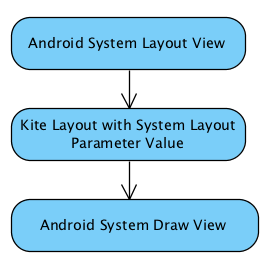 Android System Layout View
Kite Layout with System Layout
Parameter Value
Android System Draw View